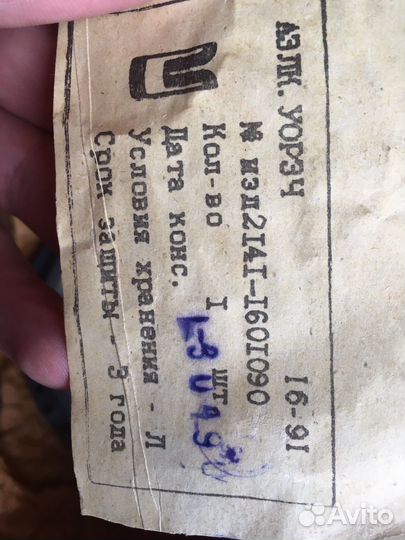 АЗЛК. УОРЗЧ 16-91
№ изд2141-1601090
Кол-во 1 шт
Дата конс.
Условия хранения - Л
Срок защиты - 3 года
Avito